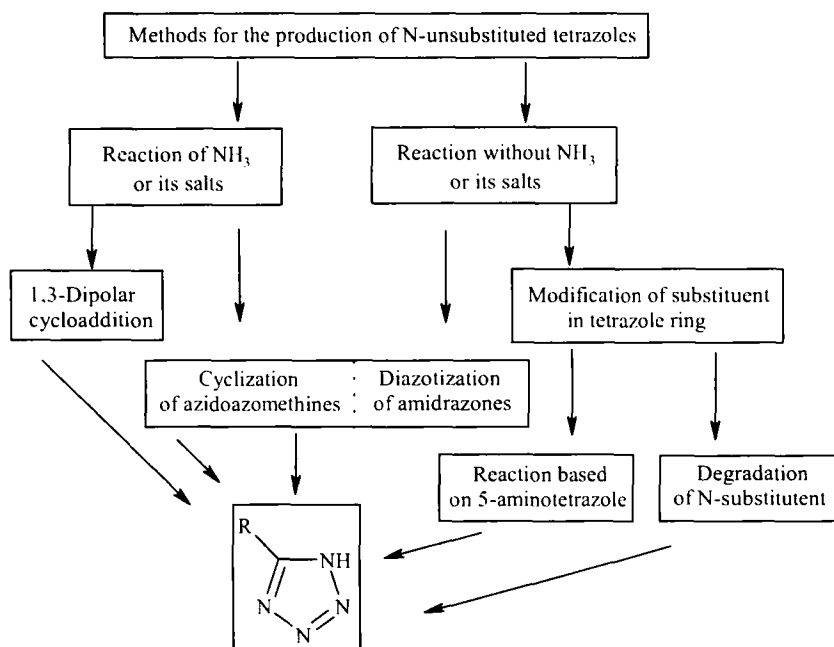 Methods for the production of N-unsubstituted tetrazoles
Reaction of NH₃
or its salts
Reaction without NH₃
or its salts
1,3-Dipolar
cycloaddition
Modification of substituent
in tetrazole ring
Cyclization
of azidoazomethines
Diazotization
of amidrazones
Reaction based
on 5-aminotetrazole
Degradation
of N-substitutent
R
NH
N
N
N